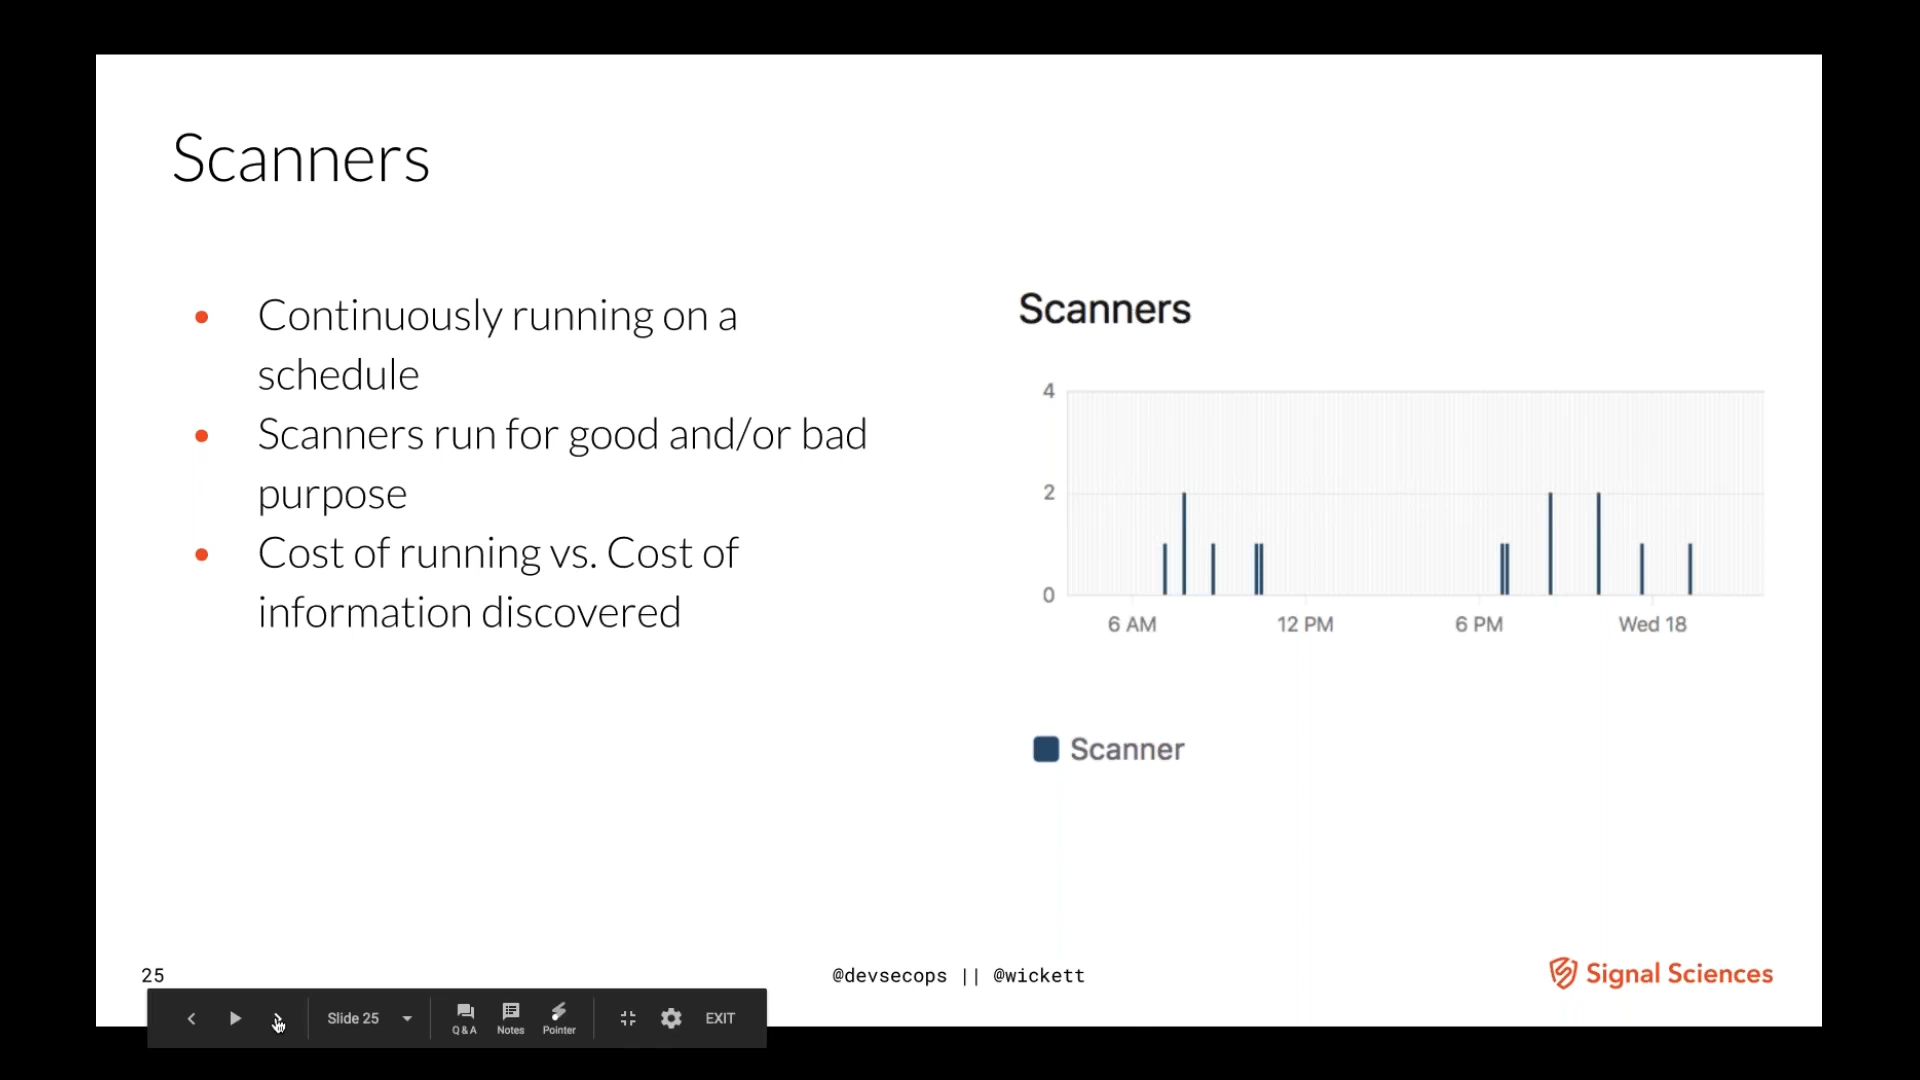 Scanners
• Continuously running on a
schedule
• Scanners run for good and/or bad
purpose
• Cost of running vs. Cost of
information discovered
Scanners
4
2
0
6 AM 12 PM 6 PM Wed 18
Scanner
25
@devsecops || @wickett
Signal Sciences
Slide 25
Q&A
Notes
Pointer
EXIT